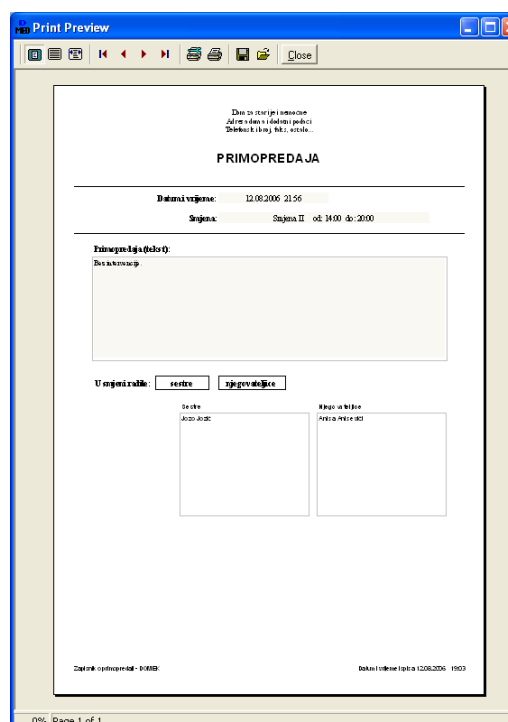 Print Preview
Close
Dom za starije i nemoćne
Adresa doma i dodatni podaci
Telefonski broj, faks, ostalo...
PRIMOPREDAJA
Datum i vrijeme: 12.08.2006 21:56
Smjena: Smjena II od: 14:00 do: 20:00
Primopredaja (tekst):
Bez intervencija.
U smjeni radile: sestre njegovateljice
Sestre Njegovateljice
Jozo Jozić Anisa Anisević
Zapisnik o primopredaji - DOMEK Datum i vrijeme ispisa 12.08.2006 19:03
0% Page 1 of 1